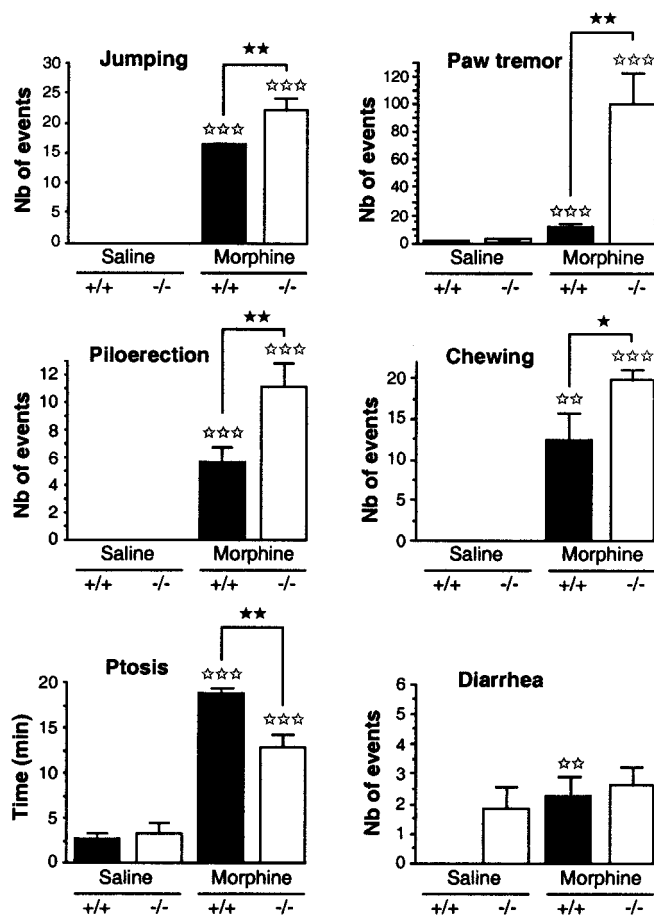 Jumping
★★
☆☆☆
☆☆☆
Nb of events
30
25
20
15
10
5
0
Saline
Morphine
+/+ -/- +/+ -/-
Paw tremor
★★
☆☆☆
☆☆☆
Nb of events
120
100
80
60
40
20
0
Saline
Morphine
+/+ -/- +/+ -/-
Piloerection
★★
☆☆☆
☆☆☆
Nb of events
12
10
8
6
4
2
0
Saline
Morphine
+/+ -/- +/+ -/-
Chewing
★
☆☆☆
☆☆
Nb of events
20
15
10
5
0
Saline
Morphine
+/+ -/- +/+ -/-
Ptosis
★★
☆☆☆
☆☆☆
Time (min)
20
15
10
5
0
Saline
Morphine
+/+ -/- +/+ -/-
Diarrhea
☆☆
Nb of events
6
5
4
3
2
1
0
Saline
Morphine
+/+ -/- +/+ -/-